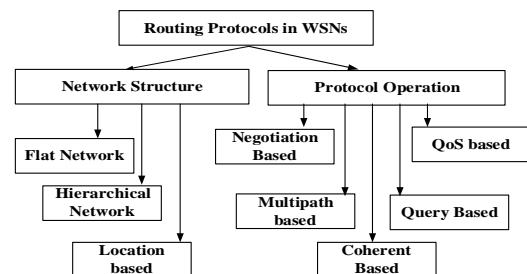 Routing Protocols in WSNs
Network Structure
Protocol Operation
Flat Network
Hierarchical
Network
Location
based
Negotiation
Based
Multipath
based
Coherent
Based
Query Based
QoS based